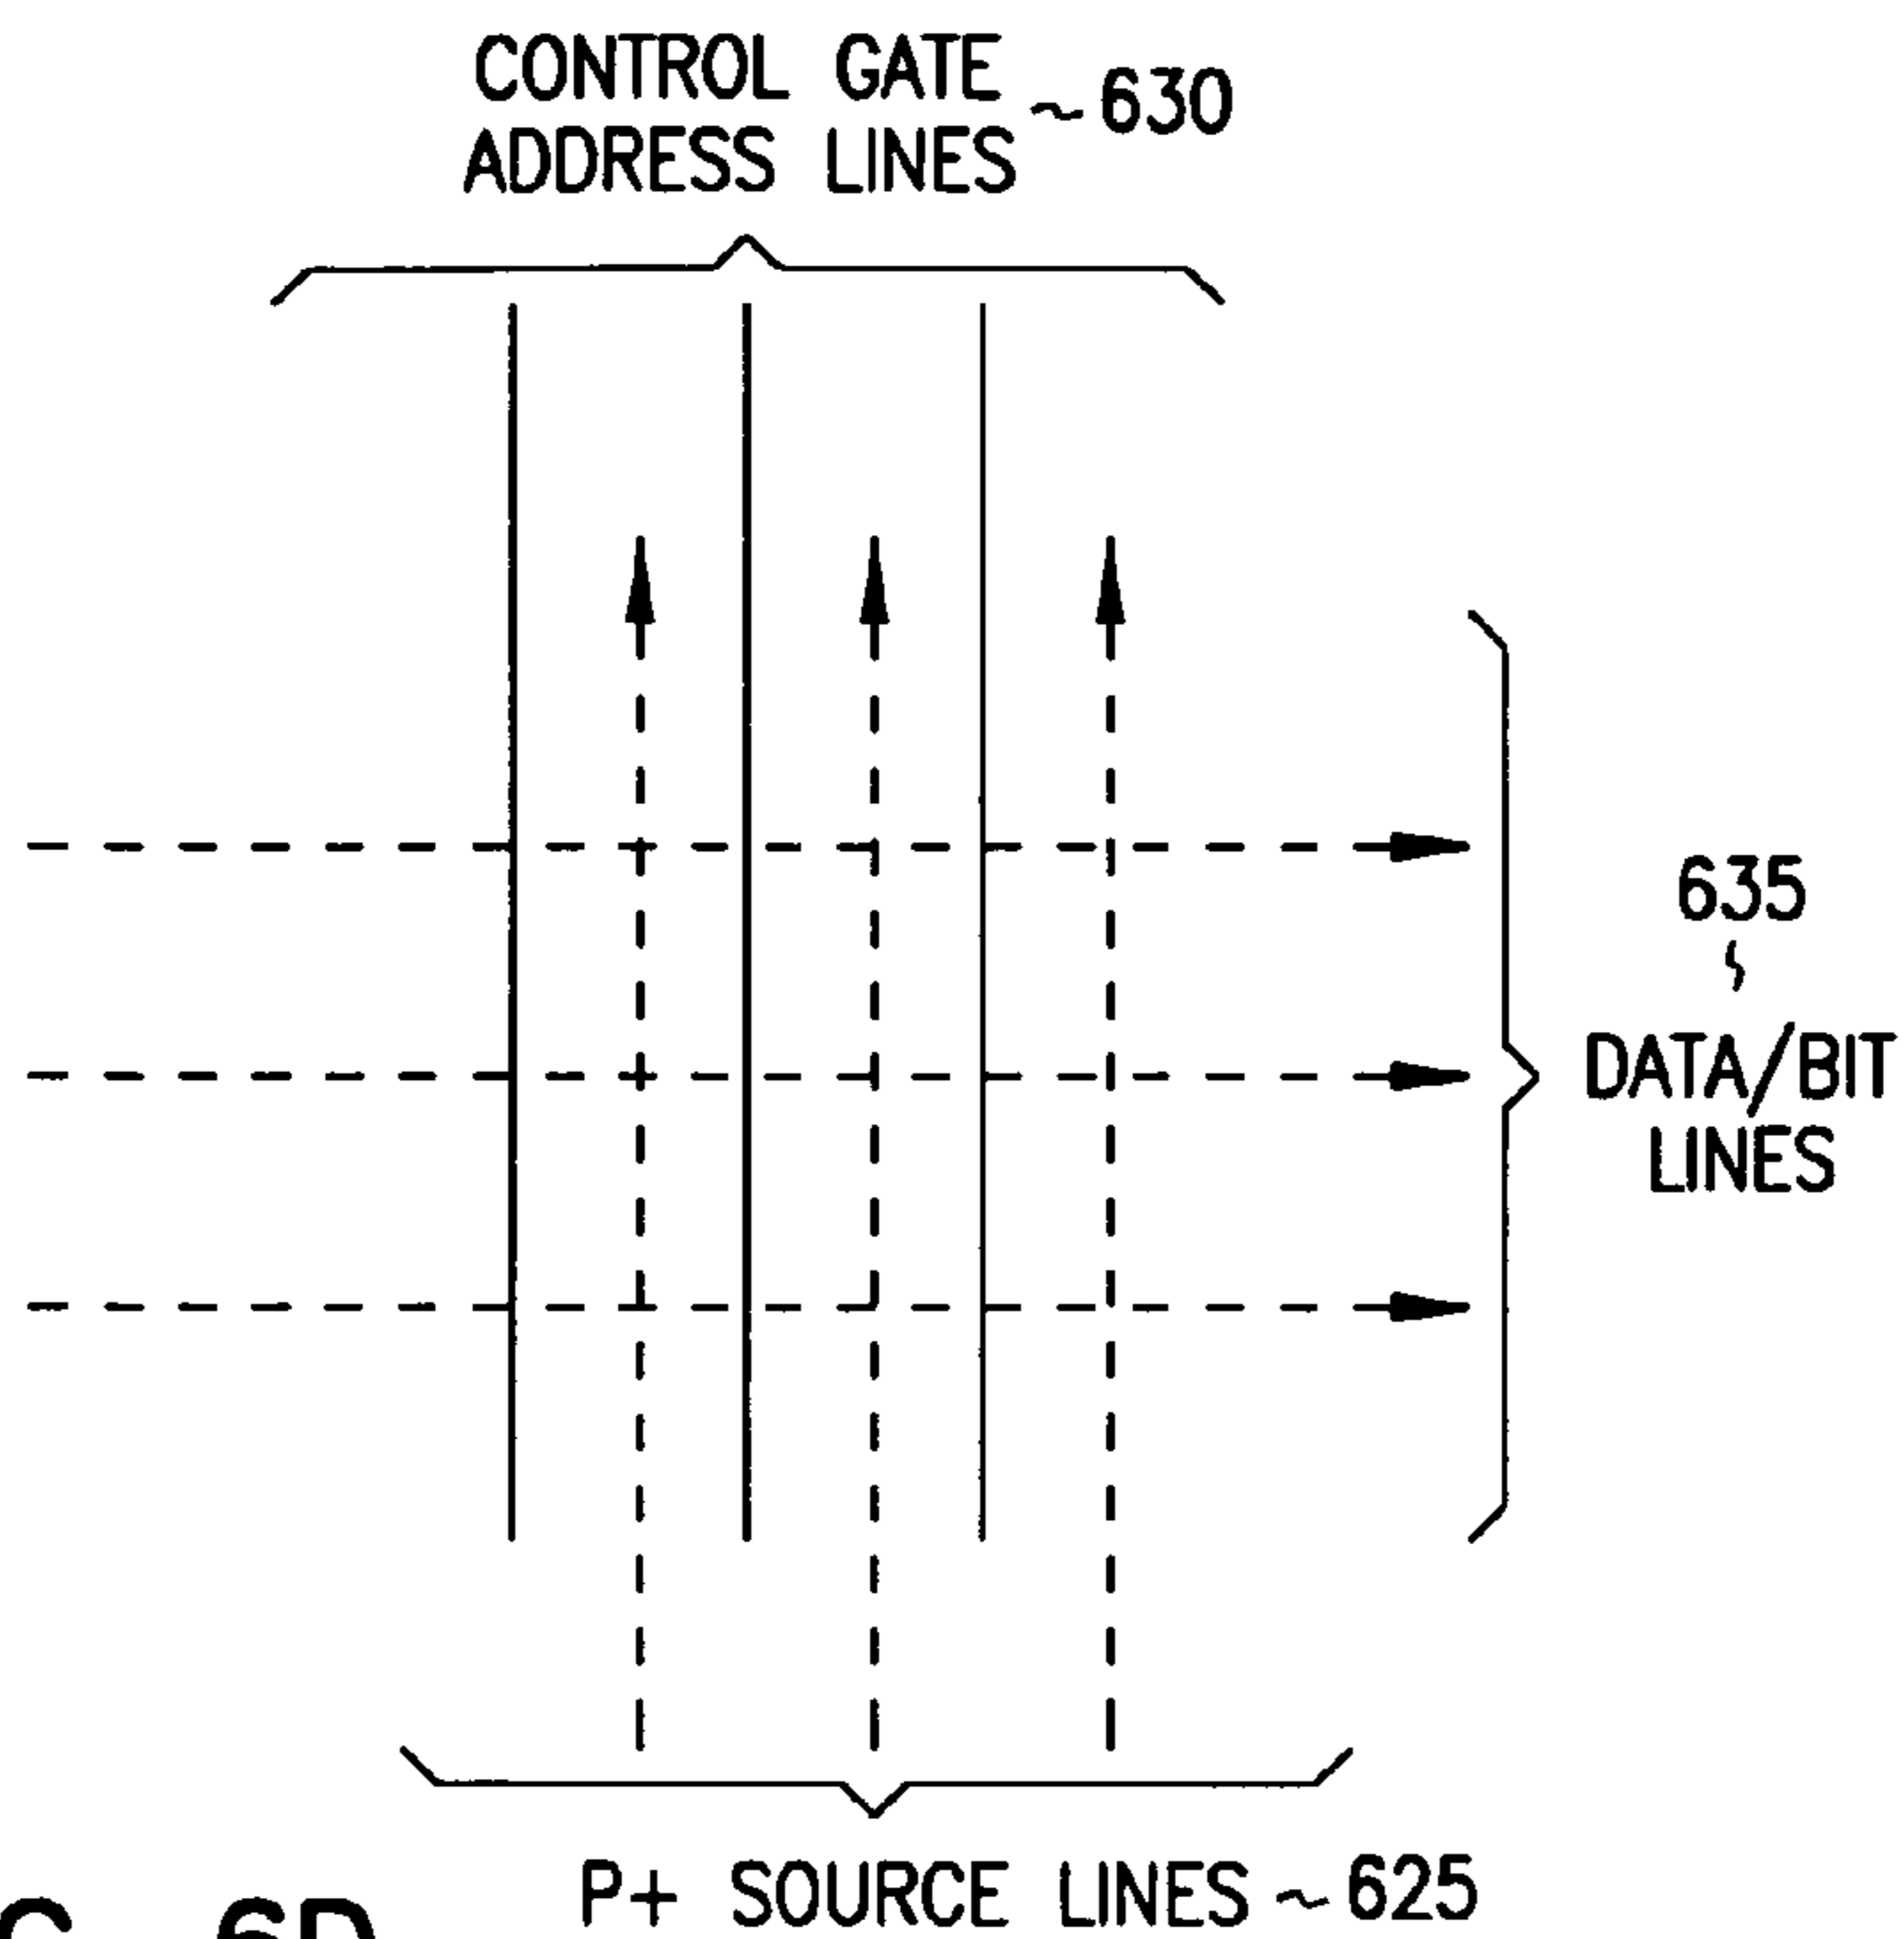 CONTROL GATE
ADDRESS LINES ~630
635
DATA/BIT
LINES
P+ SOURCE LINES ~625